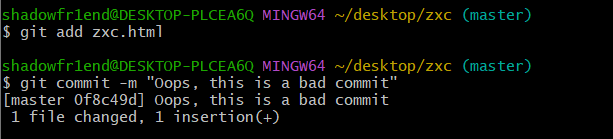 shadowfr1end@DESKTOP-PLCEA6Q MINGW64 ~/desktop/zxc (master)
$ git add zxc.html
shadowfr1end@DESKTOP-PLCEA6Q MINGW64 ~/desktop/zxc (master)
$ git commit -m "Oops, this is a bad commit"
[master 0f8c49d] Oops, this is a bad commit
 1 file changed, 1 insertion(+)